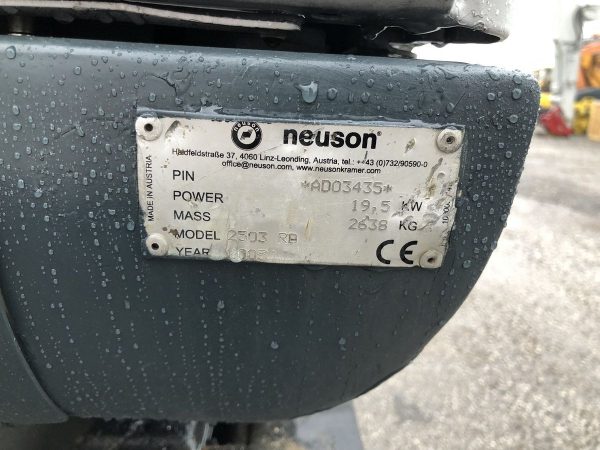 neuson
neuson®
Haidfeldstraße 37, 4060 Linz-Leonding, Austria, tel.: ++43 (0)732/90590-0
office@neuson.com, www.neusonkramer.com
PIN *AD03435*
POWER 19,5 KW
MASS 2638 KG
MODEL 2503 RD
YEAR
CE
MADE IN AUSTRIA